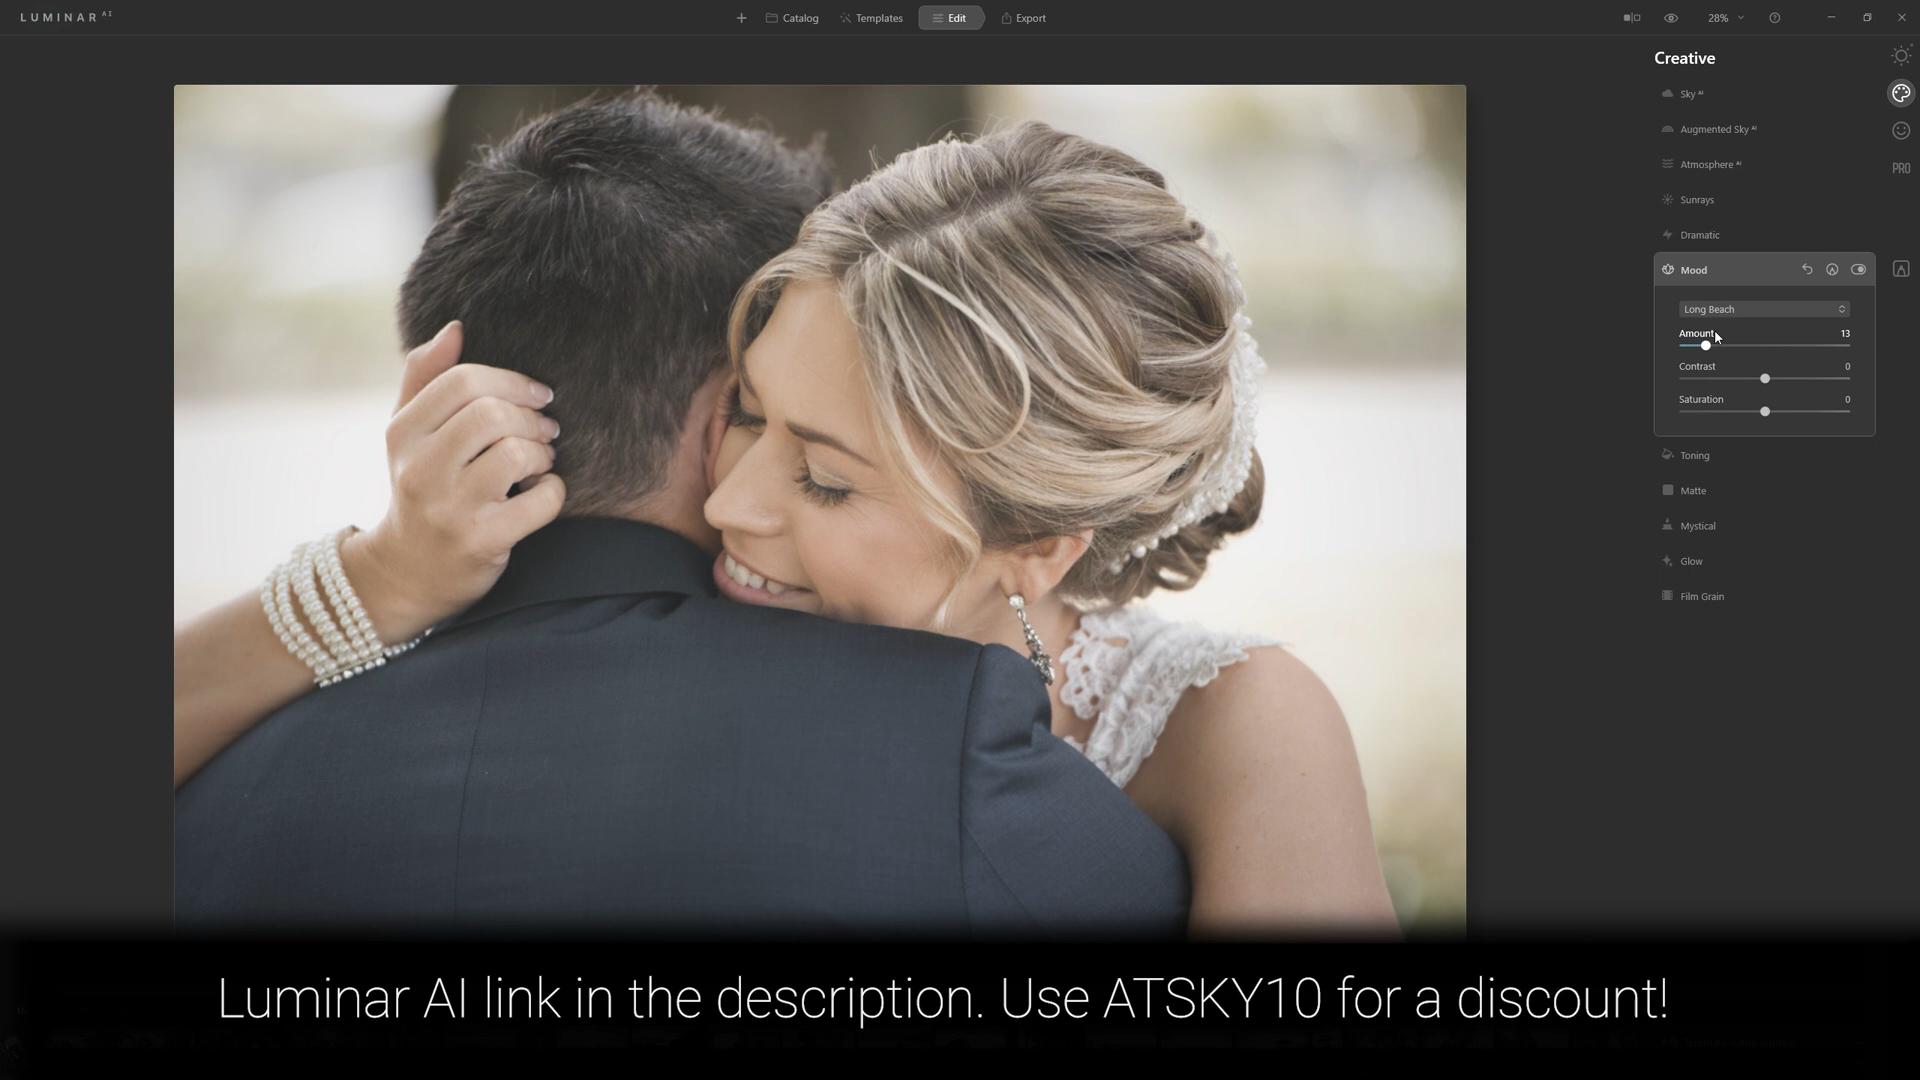 LUMINAR AI
Catalog
Templates
Edit
Export
28%
Creative
Sky AI
Augmented Sky AI
Atmosphere AI
Sunrays
Dramatic
Mood
Long Beach
Amount 13
Contrast 0
Saturation 0
Toning
Matte
Mystical
Glow
Film Grain
PRO
Luminar AI link in the description. Use ATSKY10 for a discount!